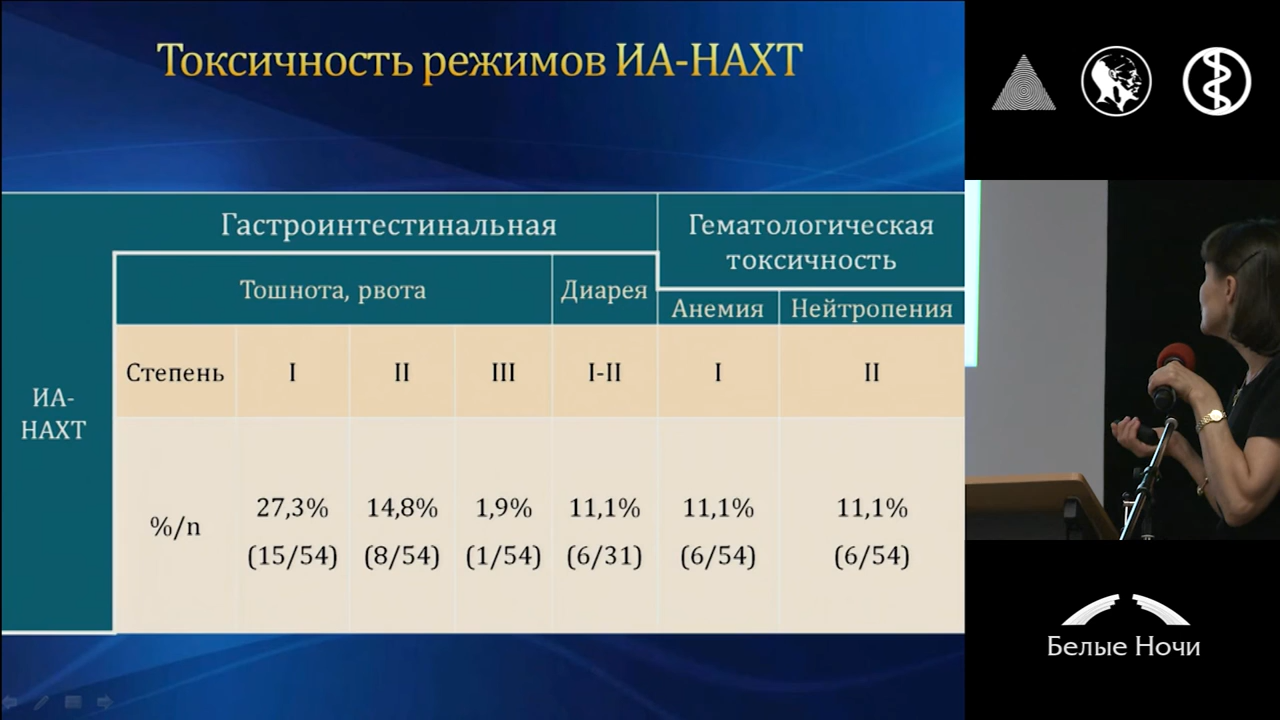 Токсичность режимов ИА-НАХТ
Гастроинтестинальная
Гематологическая
токсичность
Тошнота, рвота
Диарея
Анемия
Нейтропения
ИА-
НАХТ
Степень
I
II
III
I-II
I
II
%/n
27,3%
(15/54)
14,8%
(8/54)
1,9%
(1/54)
11,1%
(6/31)
11,1%
(6/54)
11,1%
(6/54)
Белые Ночи